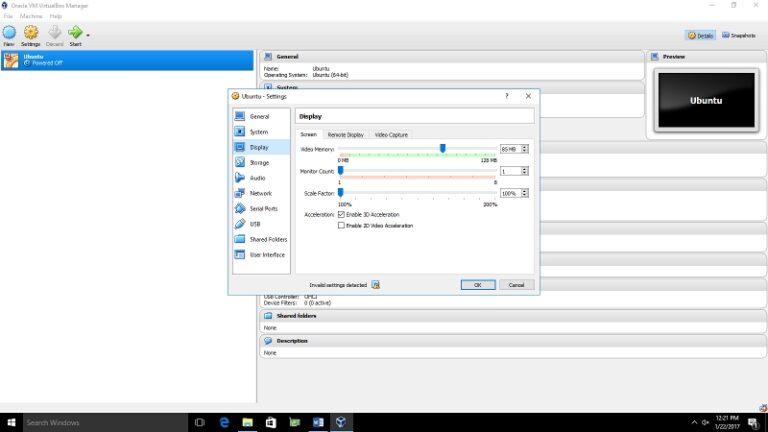 Oracle VM VirtualBox Manager
File Machine Help
New Settings Discard Start
Details Snapshots
Ubuntu
Powered Off
General
Name: Ubuntu
Operating System: Ubuntu (64-bit)
System
Preview
Ubuntu
Ubuntu - Settings
General
System
Display
Storage
Audio
Network
Serial Ports
USB
Shared Folders
User Interface
Display
Screen Remote Display Video Capture
Video Memory: 85 MB
0 MB 128 MB
Monitor Count: 1
1 8
Scale Factor: 100%
100% 200%
Acceleration: Enable 3D Acceleration
Enable 2D Video Acceleration
Invalid settings detected
OK Cancel
USB Controller: OHCI
Device Filters: 0 (0 active)
Shared folders
None
Description
None
Search Windows
12:21 PM
1/22/2017